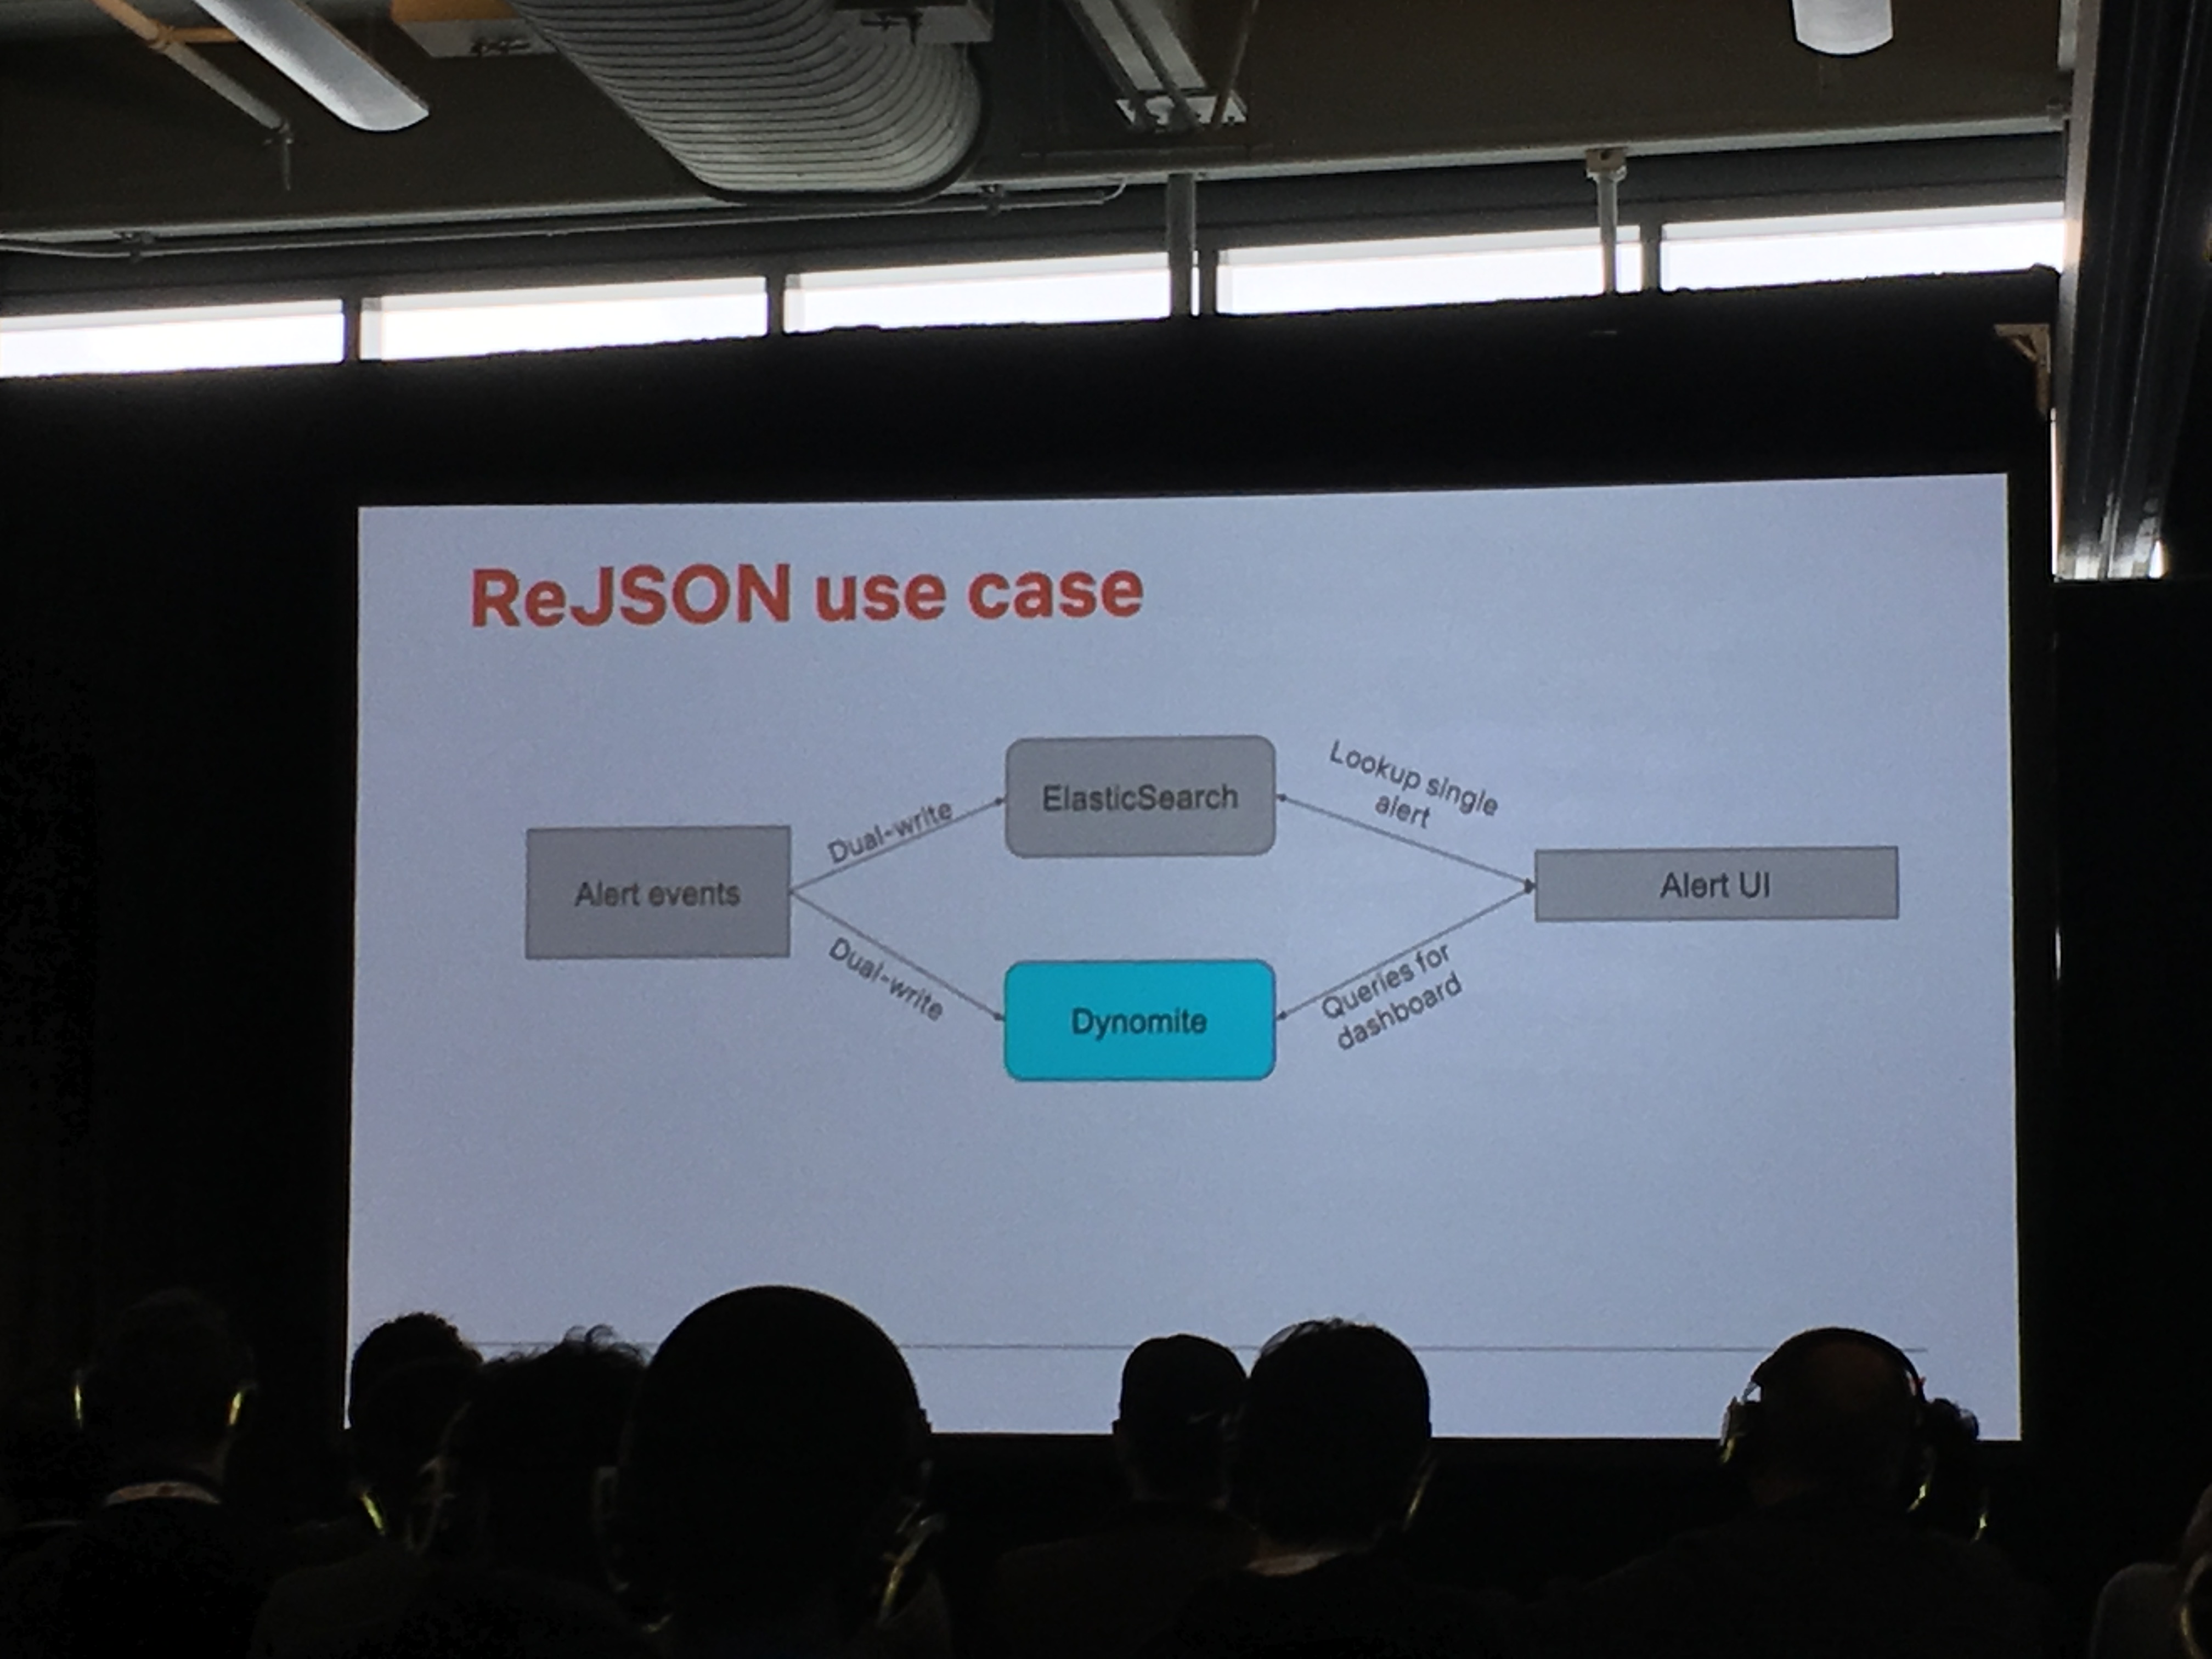 ReJSON use case
ElasticSearch
Lookup single
alert
Dual-write
Alert events
Alert UI
Dual-write
Dynomite
Queries for
dashboard